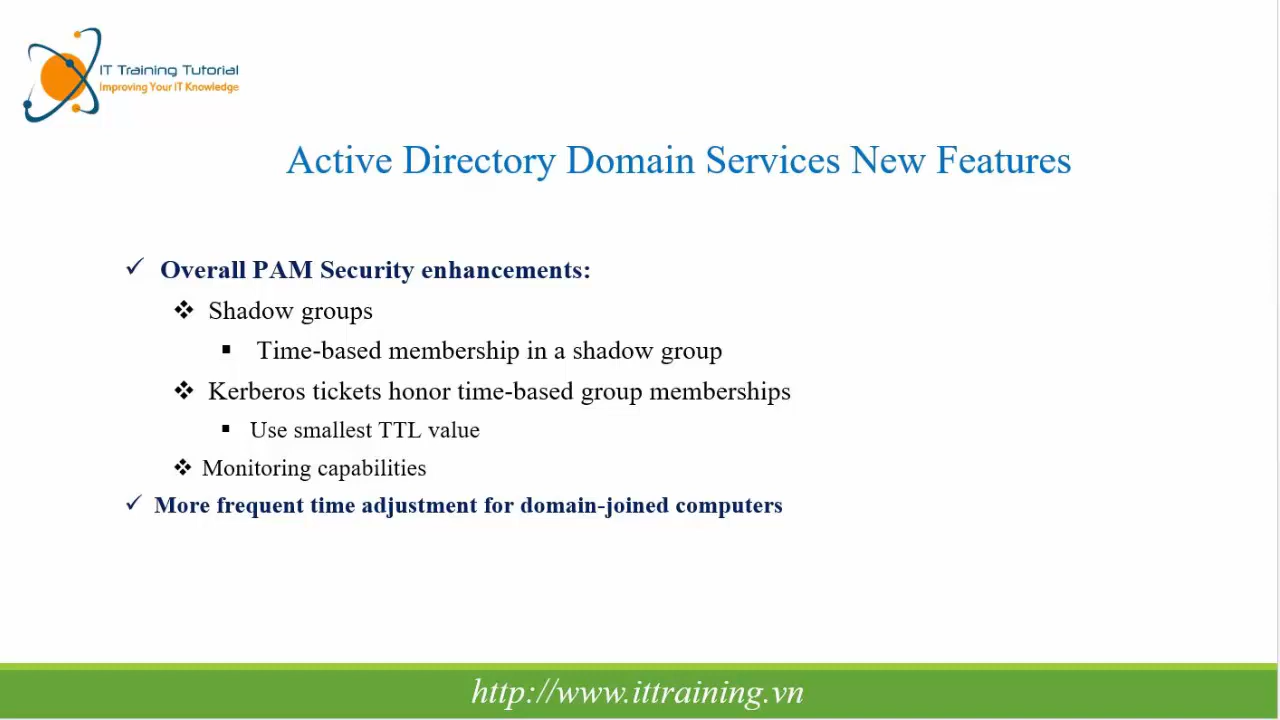 IT Training Tutorial
Improving Your IT Knowledge
Active Directory Domain Services New Features
Overall PAM Security enhancements:
Shadow groups
Time-based membership in a shadow group
Kerberos tickets honor time-based group memberships
Use smallest TTL value
Monitoring capabilities
More frequent time adjustment for domain-joined computers
http://www.ittraining.vn